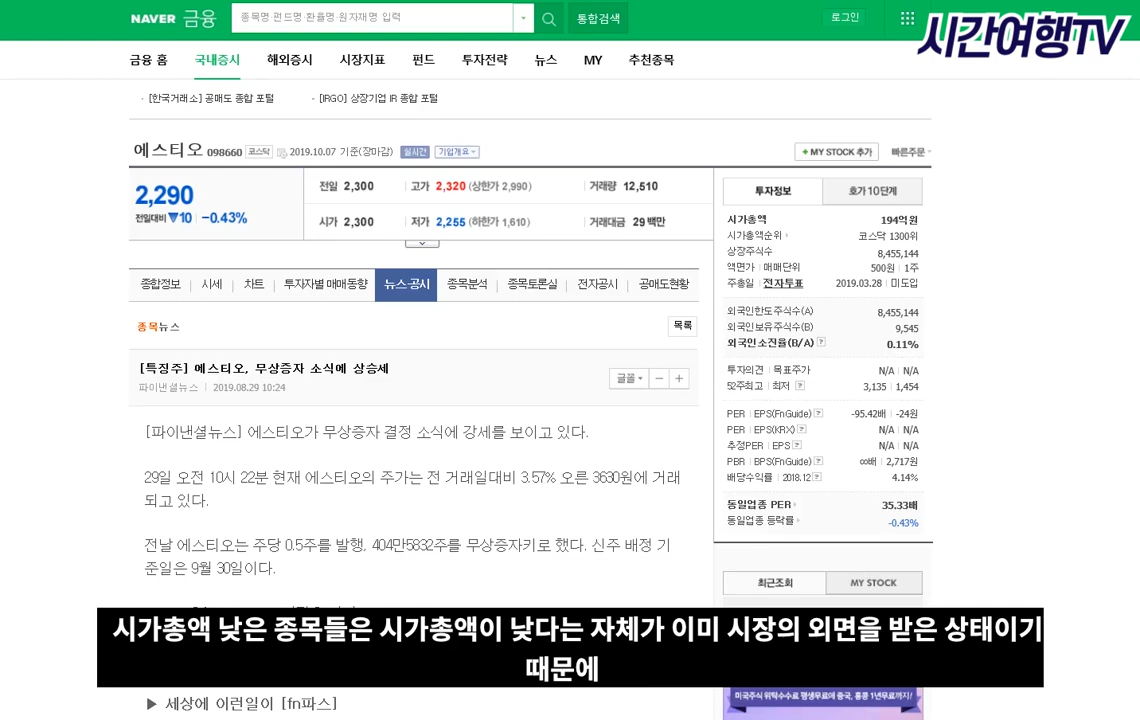 NAVER 금융
종목명·펀드명·환율명·원자재명 입력
통합검색
로그인
시간여행TV
금융 홈 국내증시 해외증시 시장지표 펀드 투자전략 뉴스 MY 추천종목
· [한국거래소] 공매도 종합 포털 · [IRGO] 상장기업 IR 종합 포털
에스티오 098660 코스닥 2019.10.07 기준(장마감) 실시간 기업개요
+ MY STOCK 추가 빠른주문
2,290
전일대비 ▼10 -0.43%
전일 2,300 고가 2,320 (상한가 2,990) 거래량 12,510
시가 2,300 저가 2,255 (하한가 1,610) 거래대금 29 백만
종합정보 시세 차트 투자자별 매매동향 뉴스·공시 종목분석 종목토론실 전자공시 공매도현황
종목뉴스
목록
[특징주] 에스티오, 무상증자 소식에 상승세
파이낸셜뉴스 2019.08.29 10:24
글꼴 − +
[파이낸셜뉴스] 에스티오가 무상증자 결정 소식에 강세를 보이고 있다.
29일 오전 10시 22분 현재 에스티오의 주가는 전 거래일대비 3.57% 오른 3630원에 거래
되고 있다.
전날 에스티오는 주당 0.5주를 발행, 404만5832주를 무상증자키로 했다. 신주 배정 기
준일은 9월 30일이다.
투자정보 호가 10단계
시가총액 194억원
시가총액순위 코스닥 1300위
상장주식수 8,455,144
액면가 매매단위 500원 1주
주총일 전자투표 2019.03.28 미도입
외국인한도주식수(A) 8,455,144
외국인보유주식수(B) 9,545
외국인소진율(B/A) ? 0.11%
투자의견 목표주가 N/A N/A
52주최고 최저 ? 3,135 1,454
PER EPS(FnGuide) ? -95.42배 -24원
PER EPS(KRX) ? N/A N/A
추정PER EPS ? N/A N/A
PBR BPS(FnGuide) ? ∞배 2,717원
배당수익률 2018.12 ? 4.14%
동일업종 PER 35.33배
동일업종 등락률 -0.43%
최근조회 MY STOCK
시가총액 낮은 종목들은 시가총액이 낮다는 자체가 이미 시장의 외면을 받은 상태이기
때문에
▶ 세상에 이런일이 [fn파스]
미국주식 위탁수수료 평생무료에 중국, 홍콩 1년무료까지!